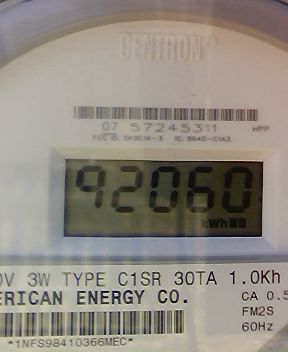 CENTRON®
07 57245311 HPP
92060
kWh
0V 3W TYPE C1SR 30TA 1.0Kh
ERICAN ENERGY CO.
CA 0.5
FM2S
60Hz
*1NFS98410366MEC*